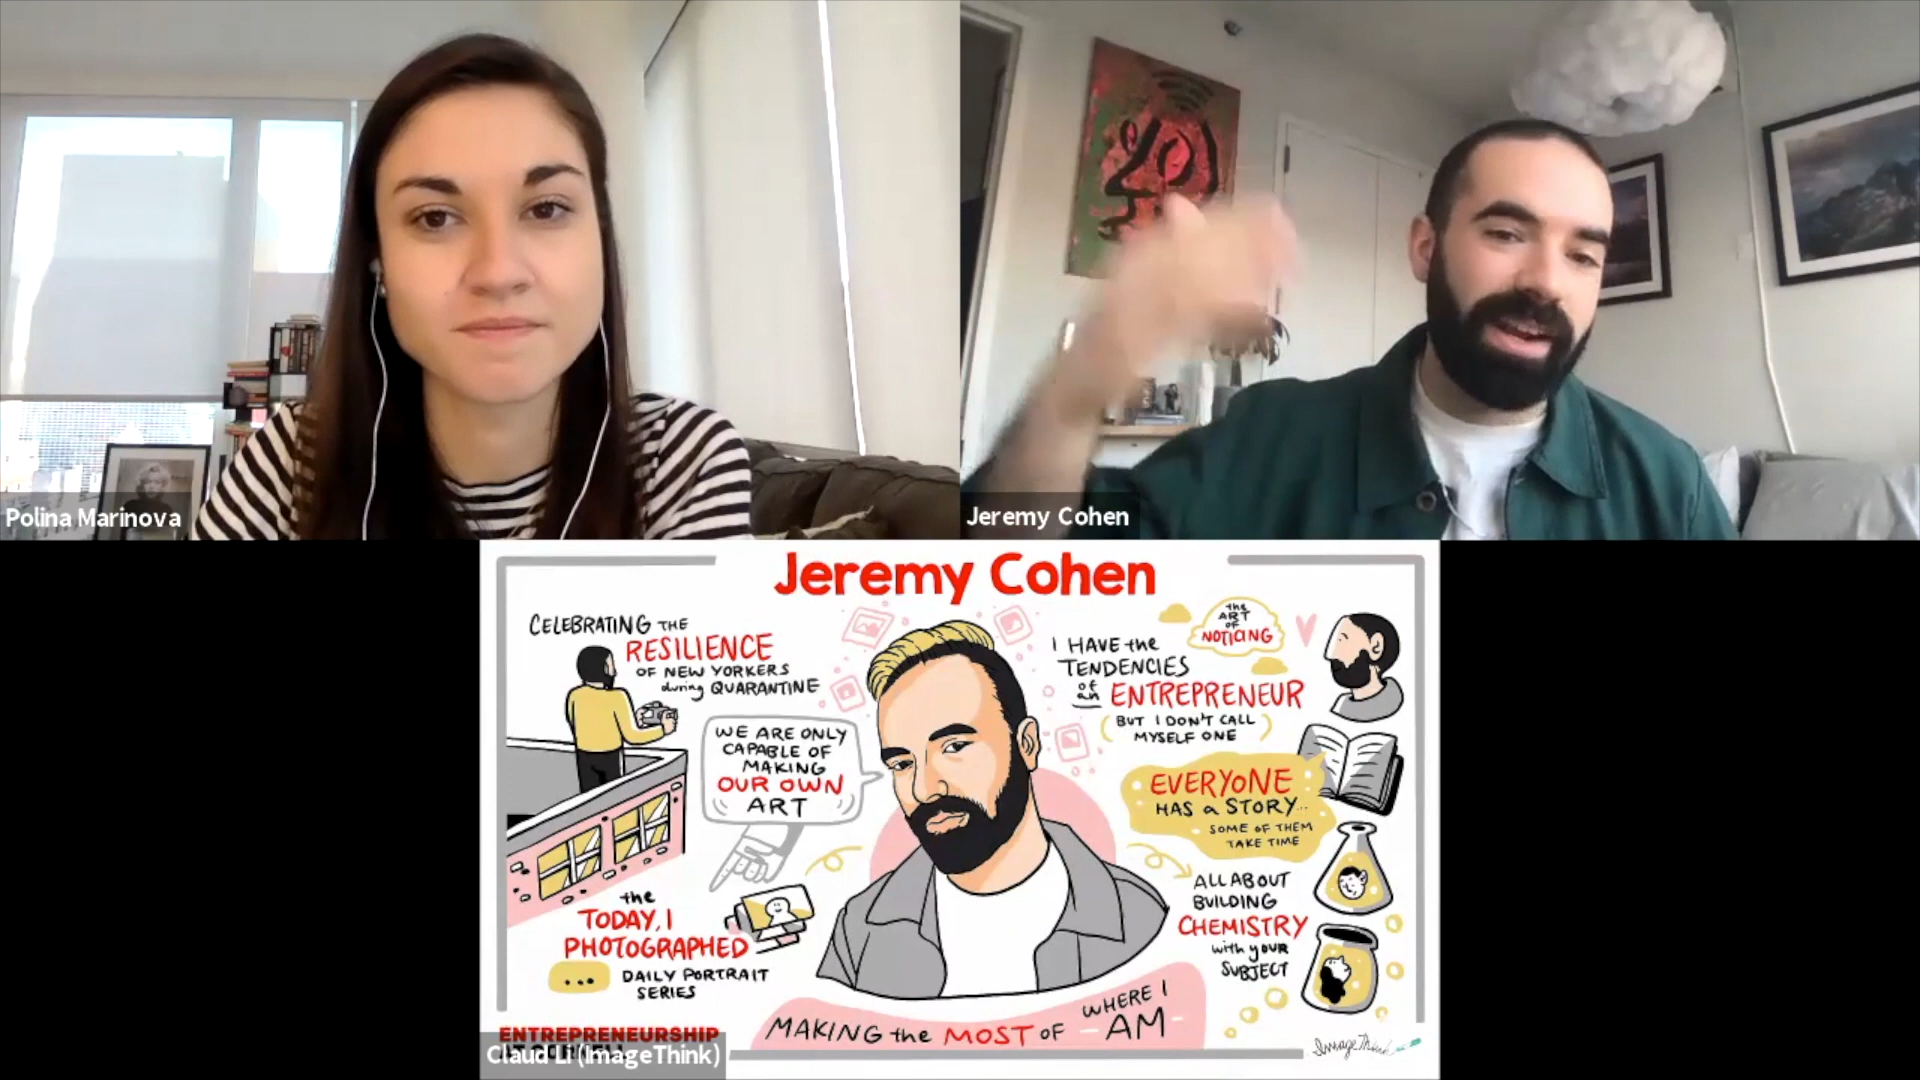 Polina Marinova
Jeremy Cohen
Jeremy Cohen
CELEBRATING THE
RESILIENCE
OF NEW YORKERS
during QUARANTINE
WE ARE ONLY
CAPABLE OF
MAKING
OUR OWN
ART
the
TODAY, I
PHOTOGRAPHED
...
DAILY PORTRAIT
SERIES
the
ART
OF
NOTICING
I HAVE the
TENDENCIES
of an ENTREPRENEUR
(BUT I DON'T CALL
MYSELF ONE)
EVERYONE
HAS a STORY...
SOME OF THEM
TAKE TIME
ALL ABOUT
BUILDING
CHEMISTRY
with your
SUBJECT
MAKING the MOST OF WHERE I
AM
ENTREPRENEURSHIP
Claud Li (ImageThink)
ImageThink